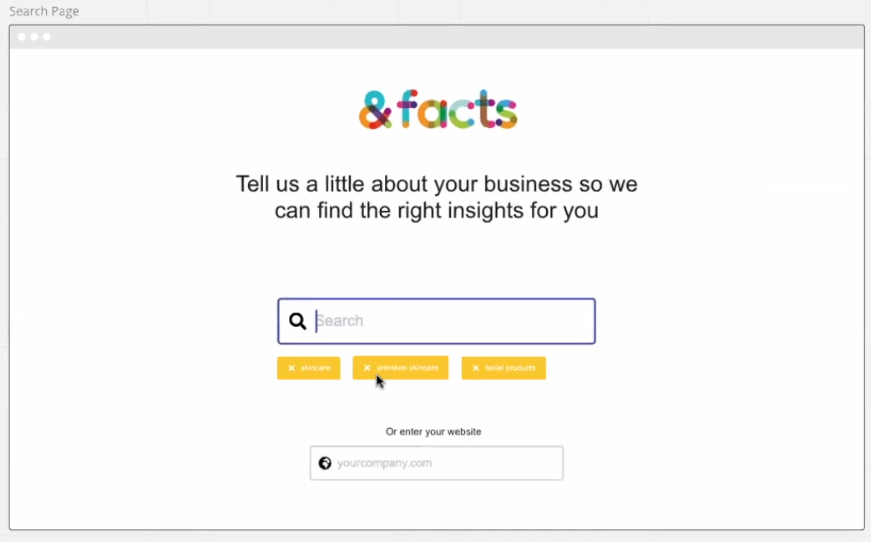 Search Page
&facts
Tell us a little about your business so we
can find the right insights for you
Search
skincare
premium skincare
facial products
Or enter your website
yourcompany.com